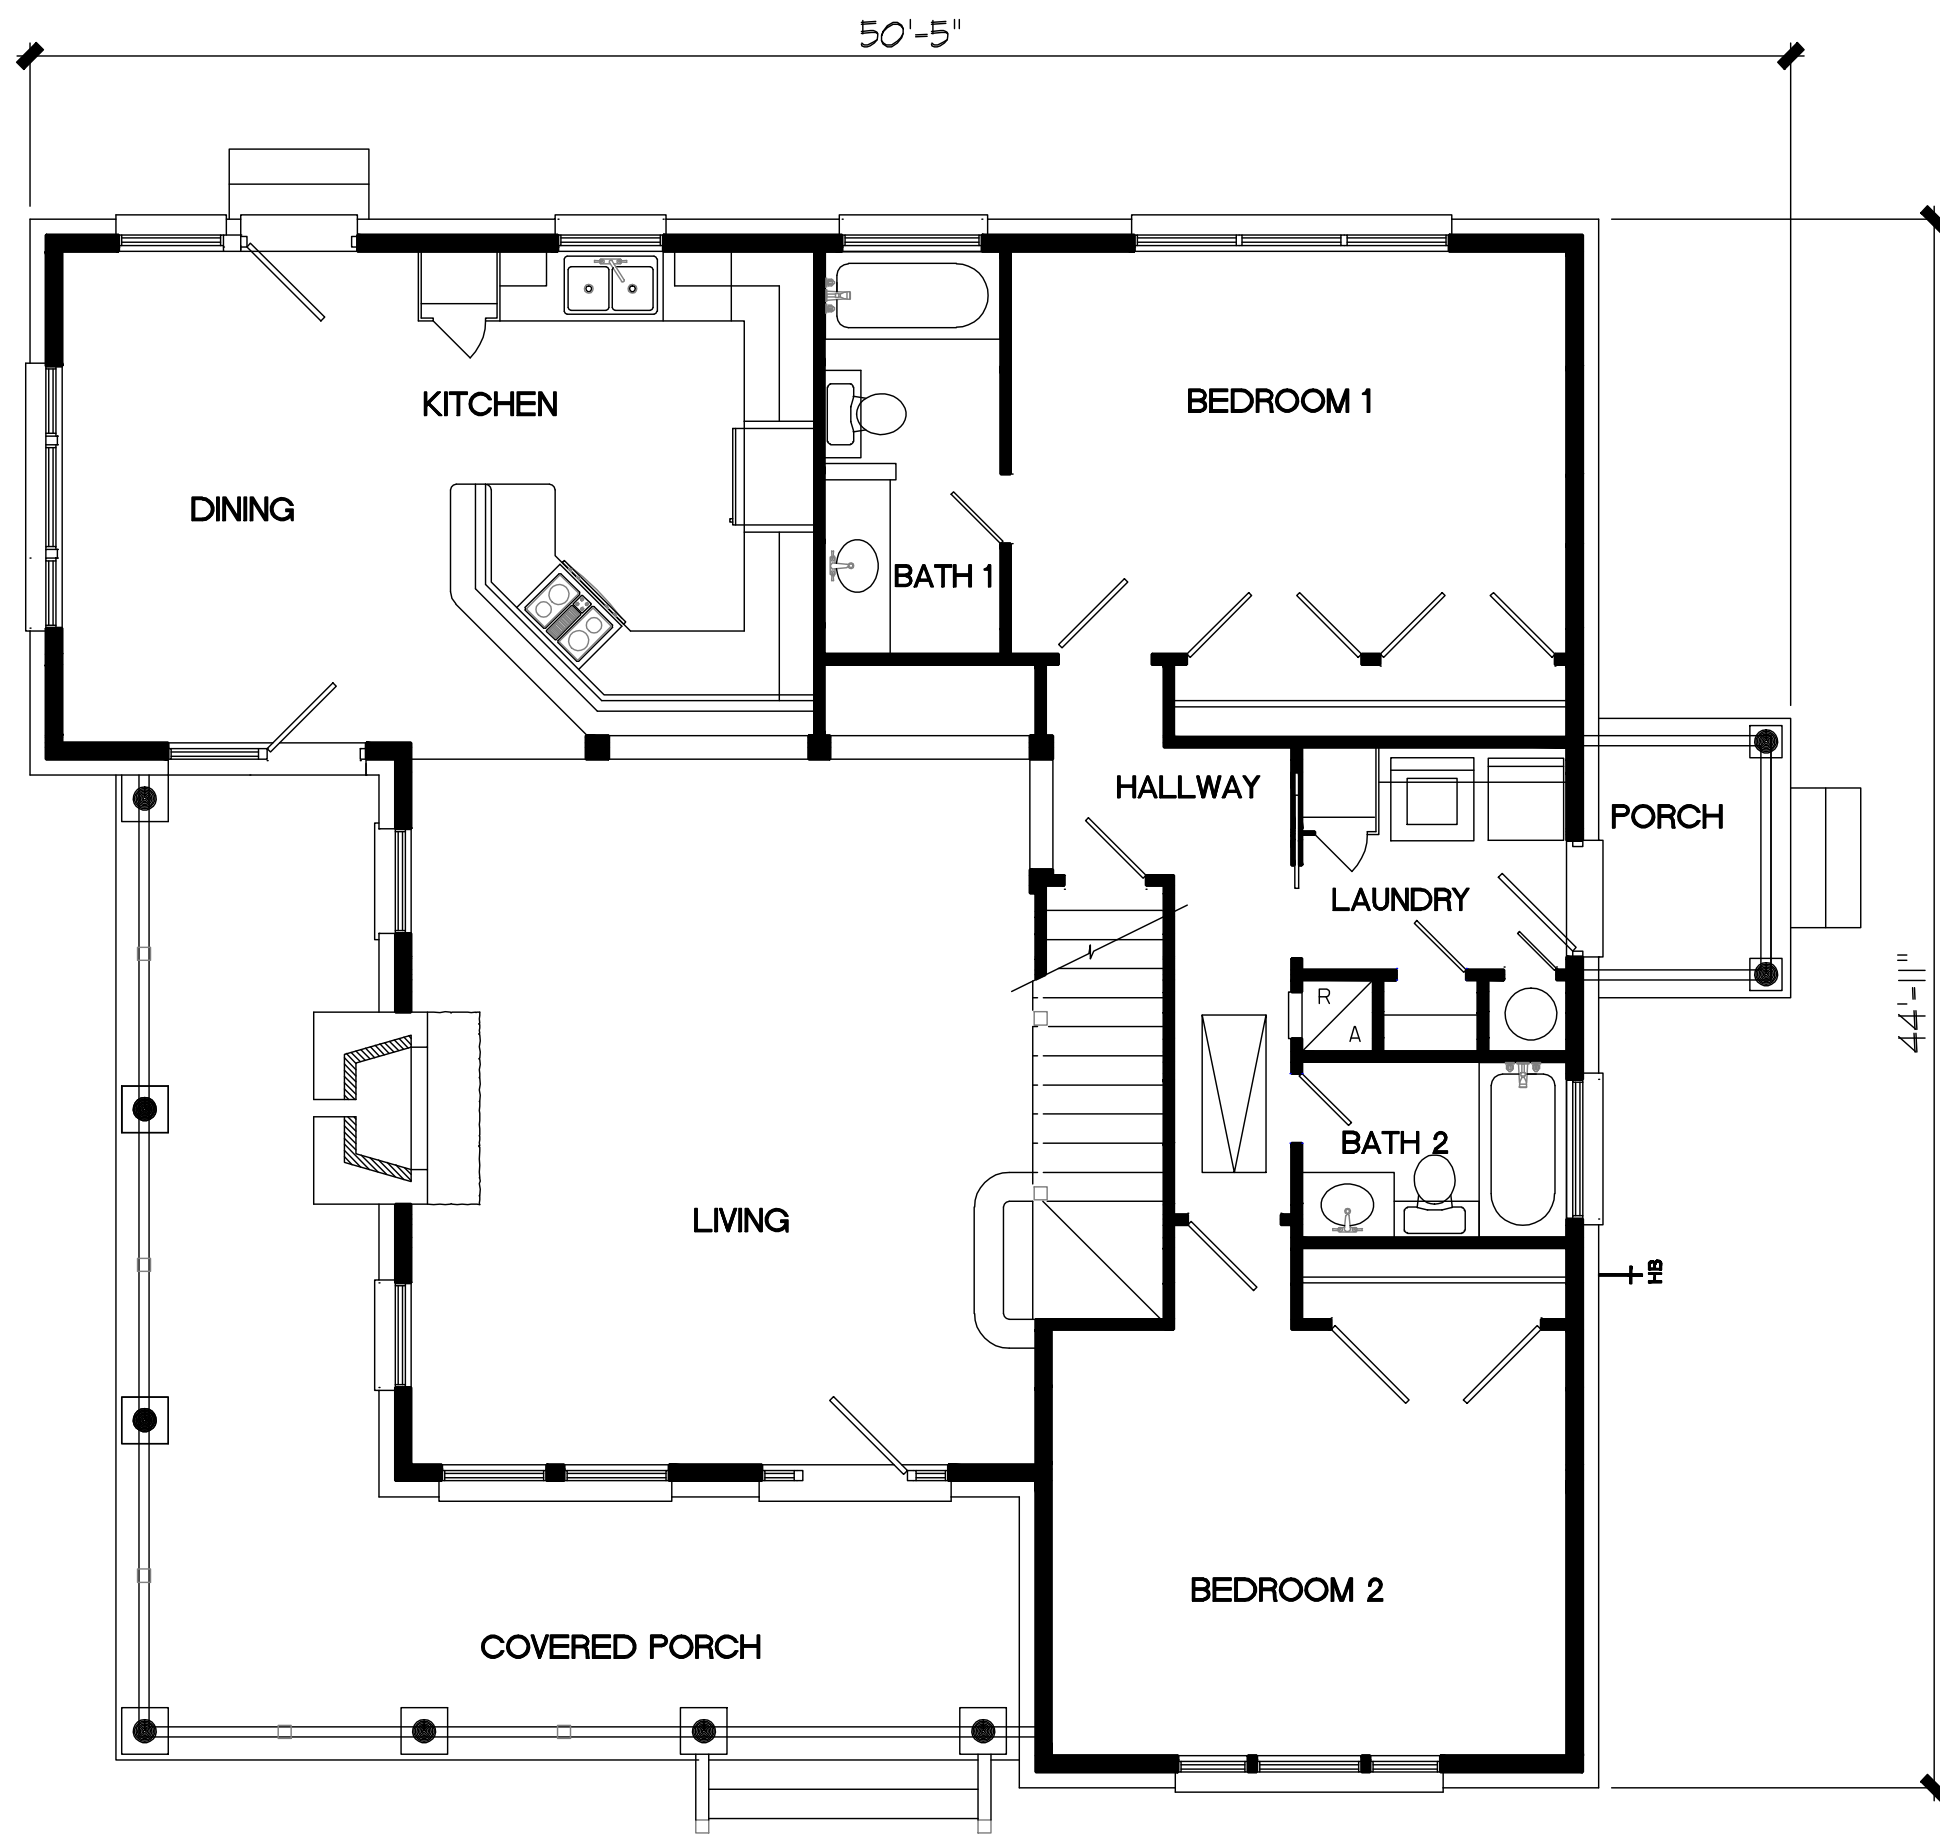 50'-5"
KITCHEN
BEDROOM 1
DINING
BATH 1
HALLWAY
PORCH
LAUNDRY
R
A
44'-11"
BATH 2
LIVING
HB
BEDROOM 2
COVERED PORCH